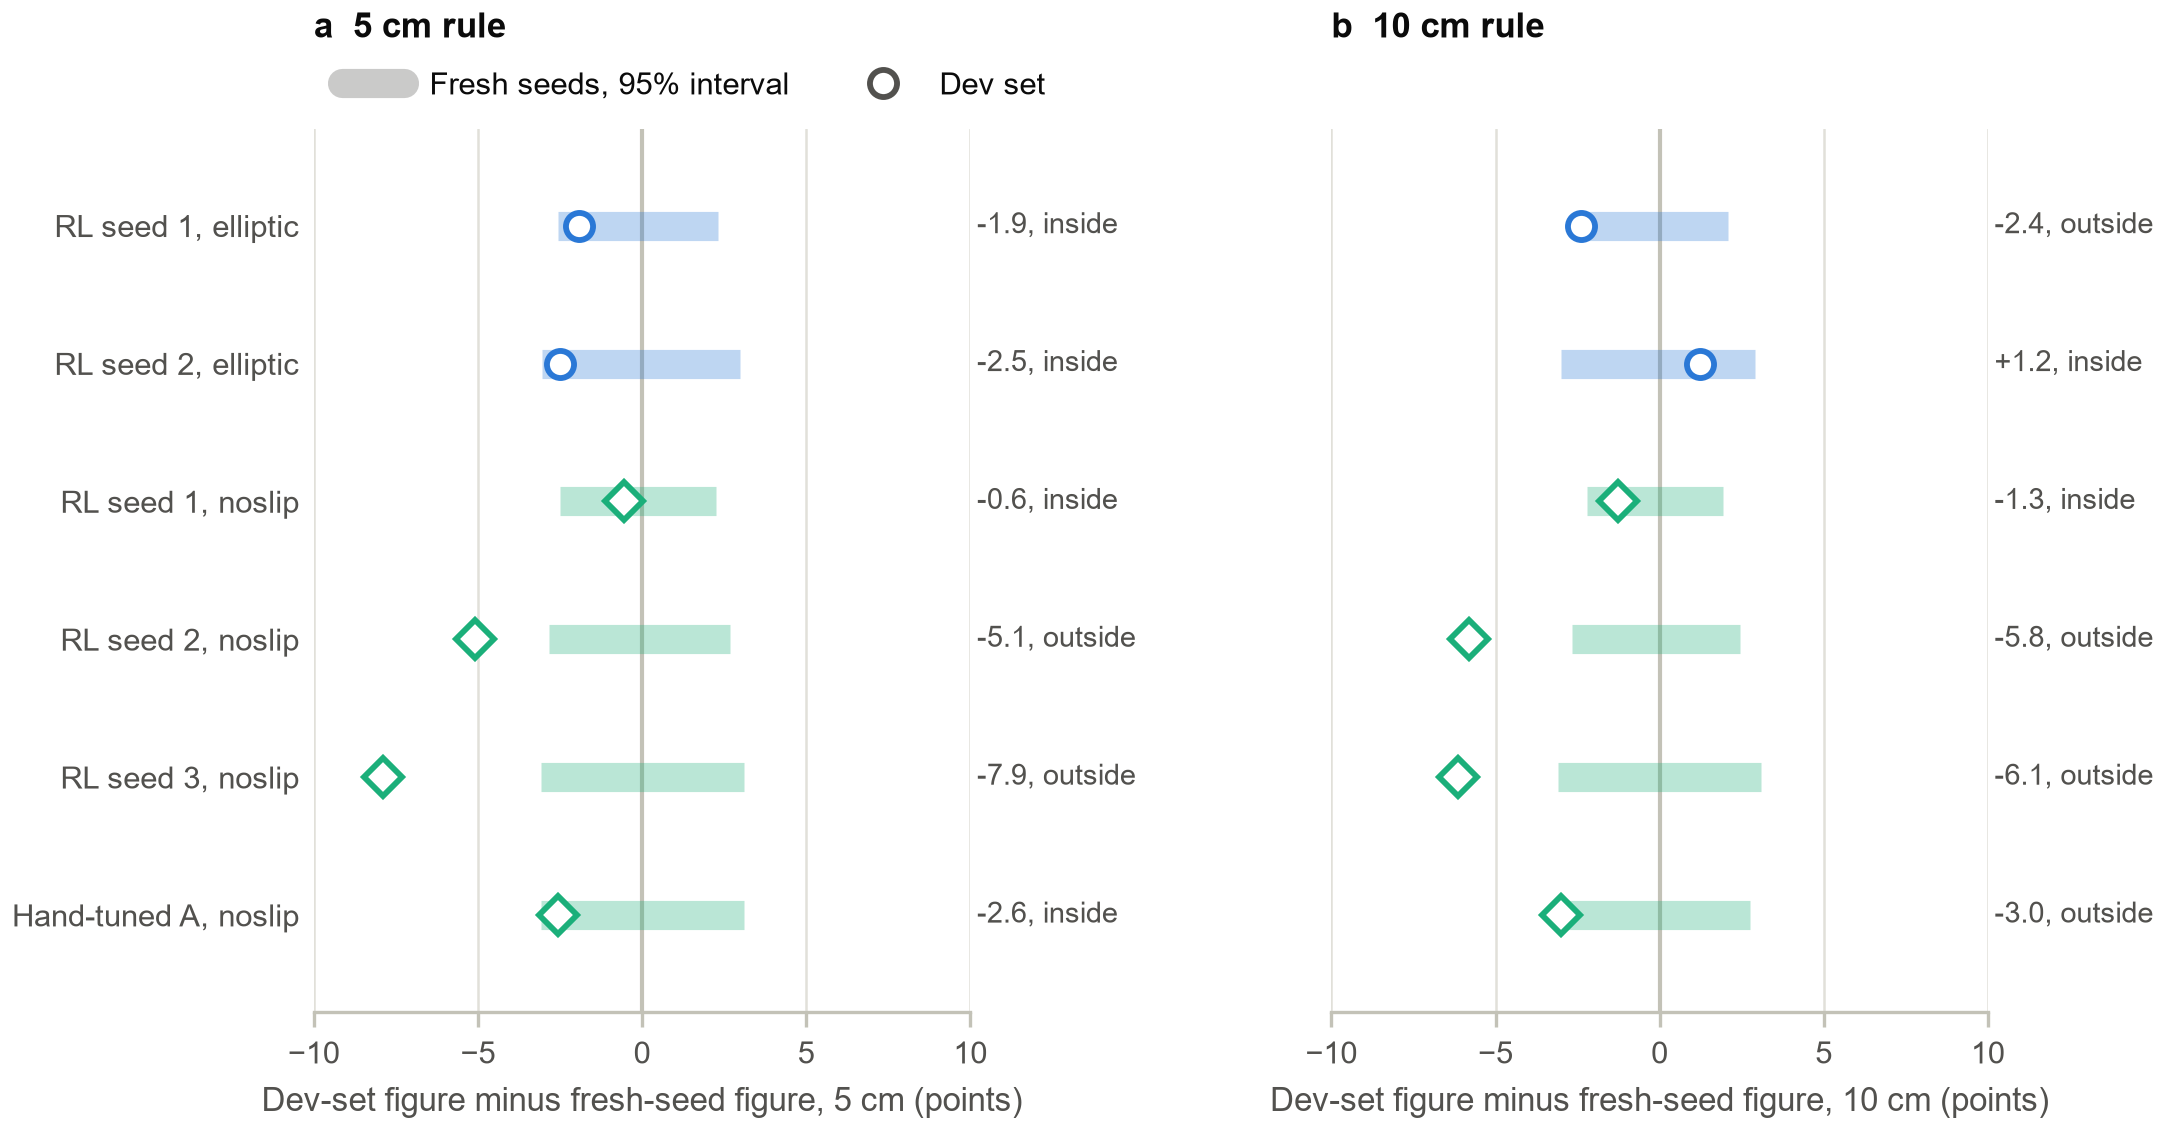 a 5 cm rule
Fresh seeds, 95% interval
Dev set
RL seed 1, elliptic
-1.9, inside
RL seed 2, elliptic
-2.5, inside
RL seed 1, noslip
-0.6, inside
RL seed 2, noslip
-5.1, outside
RL seed 3, noslip
-7.9, outside
Hand-tuned A, noslip
-2.6, inside
−10 −5 0 5 10
Dev-set figure minus fresh-seed figure, 5 cm (points)
b 10 cm rule
-2.4, outside
+1.2, inside
-1.3, inside
-5.8, outside
-6.1, outside
-3.0, outside
−10 −5 0 5 10
Dev-set figure minus fresh-seed figure, 10 cm (points)